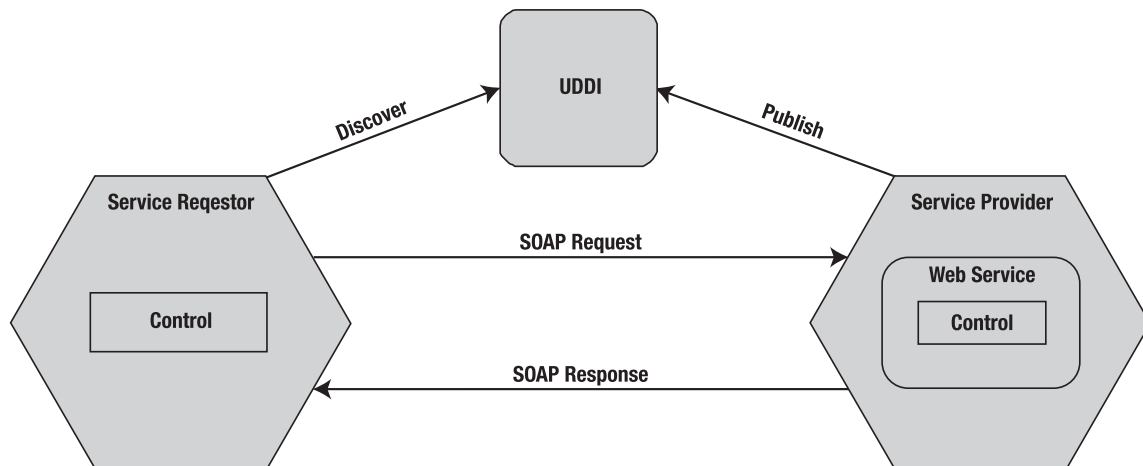 UDDI
Discover
Publish
Service Reqestor
Service Provider
SOAP Request
Web Service
Control
Control
SOAP Response